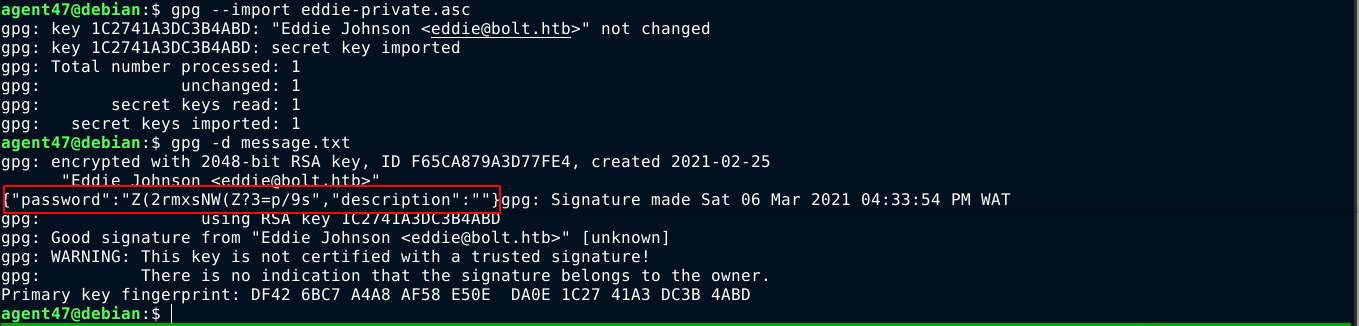 agent47@debian:$ gpg --import eddie-private.asc
gpg: key 1C2741A3DC3B4ABD: "Eddie Johnson <eddie@bolt.htb>" not changed
gpg: key 1C2741A3DC3B4ABD: secret key imported
gpg: Total number processed: 1
gpg:              unchanged: 1
gpg:       secret keys read: 1
gpg:   secret keys imported: 1
agent47@debian:$ gpg -d message.txt
gpg: encrypted with 2048-bit RSA key, ID F65CA879A3D77FE4, created 2021-02-25
      "Eddie Johnson <eddie@bolt.htb>"
{"password":"Z(2rmxsNW(Z?3=p/9s","description":""}gpg: Signature made Sat 06 Mar 2021 04:33:54 PM WAT
gpg:                using RSA key 1C2741A3DC3B4ABD
gpg: Good signature from "Eddie Johnson <eddie@bolt.htb>" [unknown]
gpg: WARNING: This key is not certified with a trusted signature!
gpg:          There is no indication that the signature belongs to the owner.
Primary key fingerprint: DF42 6BC7 A4A8 AF58 E50E  DA0E 1C27 41A3 DC3B 4ABD
agent47@debian:$